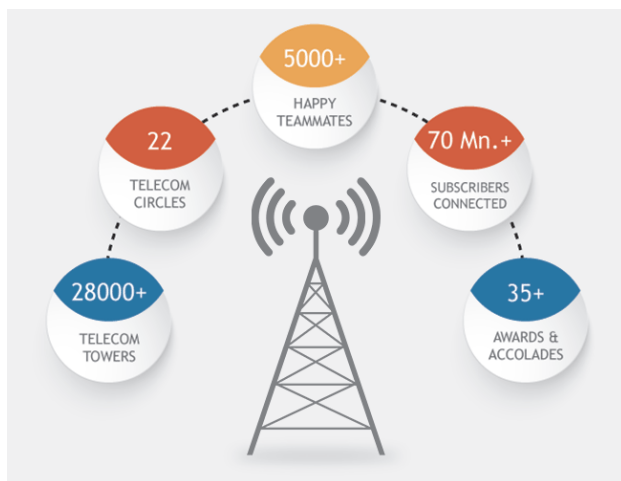 5000+
HAPPY
TEAMMATES
22
TELECOM
CIRCLES
70 Mn.+
SUBSCRIBERS
CONNECTED
28000+
TELECOM
TOWERS
35+
AWARDS &
ACCOLADES